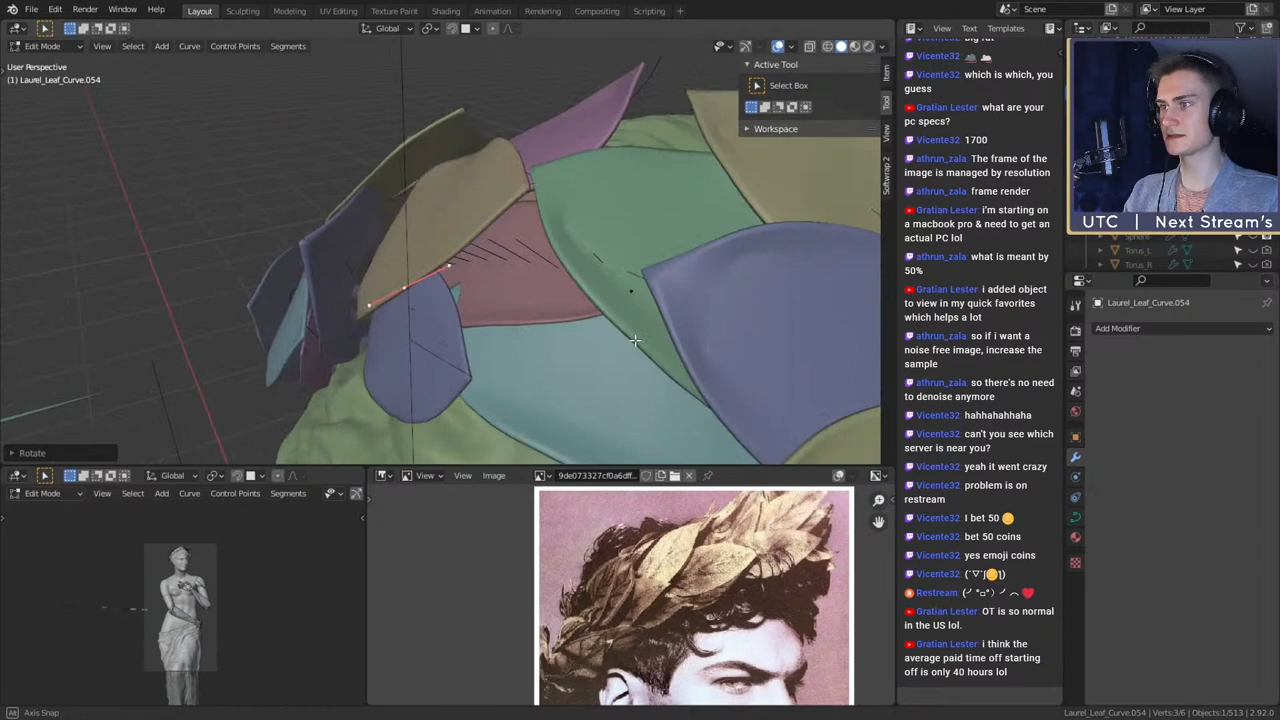 File Edit Render Window Help Layout Sculpting Modeling UV Editing Texture Paint Shading Animation Rendering Compositing Scripting + Scene View Layer
Global View Text Templates
Edit Mode View Select Add Curve Control Points Segments
User Perspective
(1) Laurel_Leaf_Curve.054
Active Tool
Select Box
Workspace
Item
Tool
View
Softwrap 2
Rotate
Vicente32
Vicente32 which is which, you
guess
Gratian Lester what are your
pc specs?
Vicente32 1700
athrun_zala The frame of the
image is managed by resolution
athrun_zala frame render
Gratian Lester i'm starting on
a macbook pro & need to get an
actual PC lol
athrun_zala what is meant by
50%
Gratian Lester i added object
to view in my quick favorites
which helps a lot
athrun_zala so if i want a
noise free image, increase the
sample
athrun_zala so there's no need
to denoise anymore
Vicente32 hahhahahhaha
Vicente32 can't you see which
server is near you?
Vicente32 yeah it went crazy
Vicente32 problem is on
restream
Vicente32 I bet 50
Vicente32 bet 50 coins
Vicente32 yes emoji coins
Vicente32
Restream
Gratian Lester OT is so normal
in the US lol.
Gratian Lester i think the
average paid time off starting
off is only 40 hours lol
UTC | Next Stream's
Torus_L
Torus_R
Laurel_Leaf_Curve.054
Add Modifier
Global
Edit Mode View Select Add Curve Control Points Segments
View View Image 9de073327cf0a6dff...
Axis Snap
Laurel_Leaf_Curve.054 | Verts:3/6 | Objects:1/513 | 2.92.0